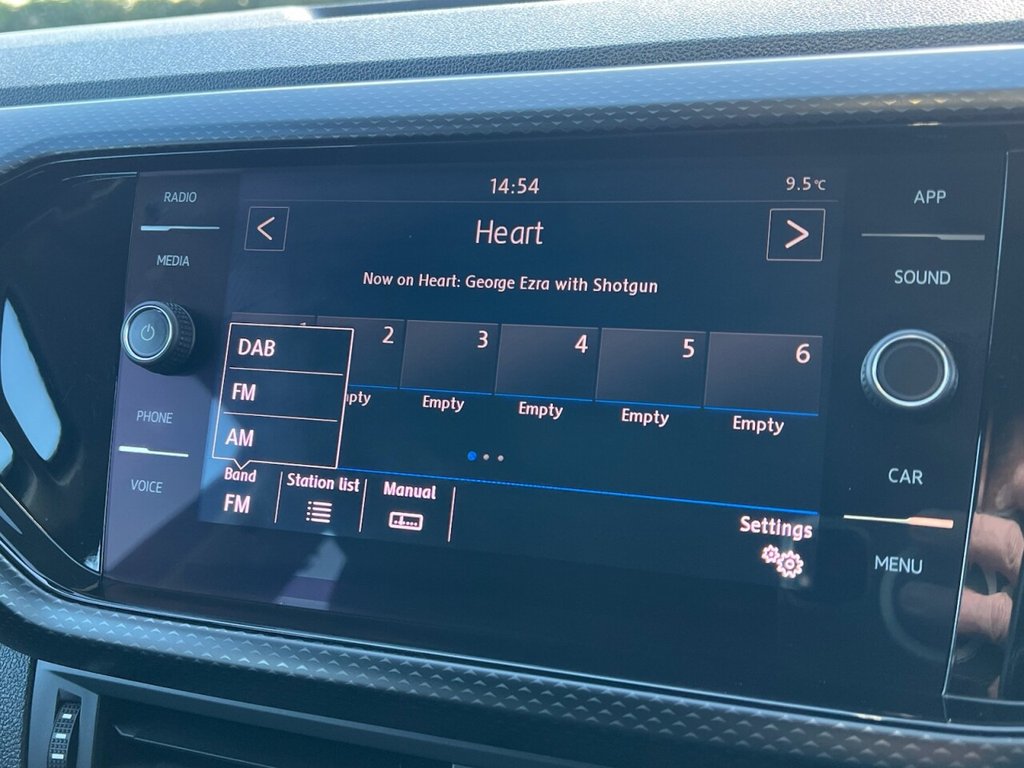 RADIO
MEDIA
PHONE
VOICE
14:54
9.5°C
<
Heart
>
Now on Heart: George Ezra with Shotgun
2
3
4
5
6
Empty
Empty
Empty
Empty
DAB
FM
AM
Band
FM
Station list
Manual
Settings
APP
SOUND
CAR
MENU